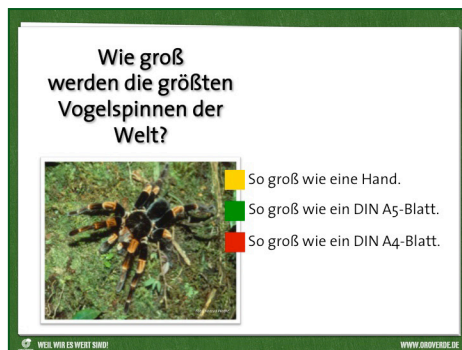 Wie groß
werden die größten
Vogelspinnen der
Welt?
So groß wie eine Hand.
So groß wie ein DIN A5-Blatt.
So groß wie ein DIN A4-Blatt.
WEIL WIR ES WERT SIND!
WWW.OROVERDE.DE